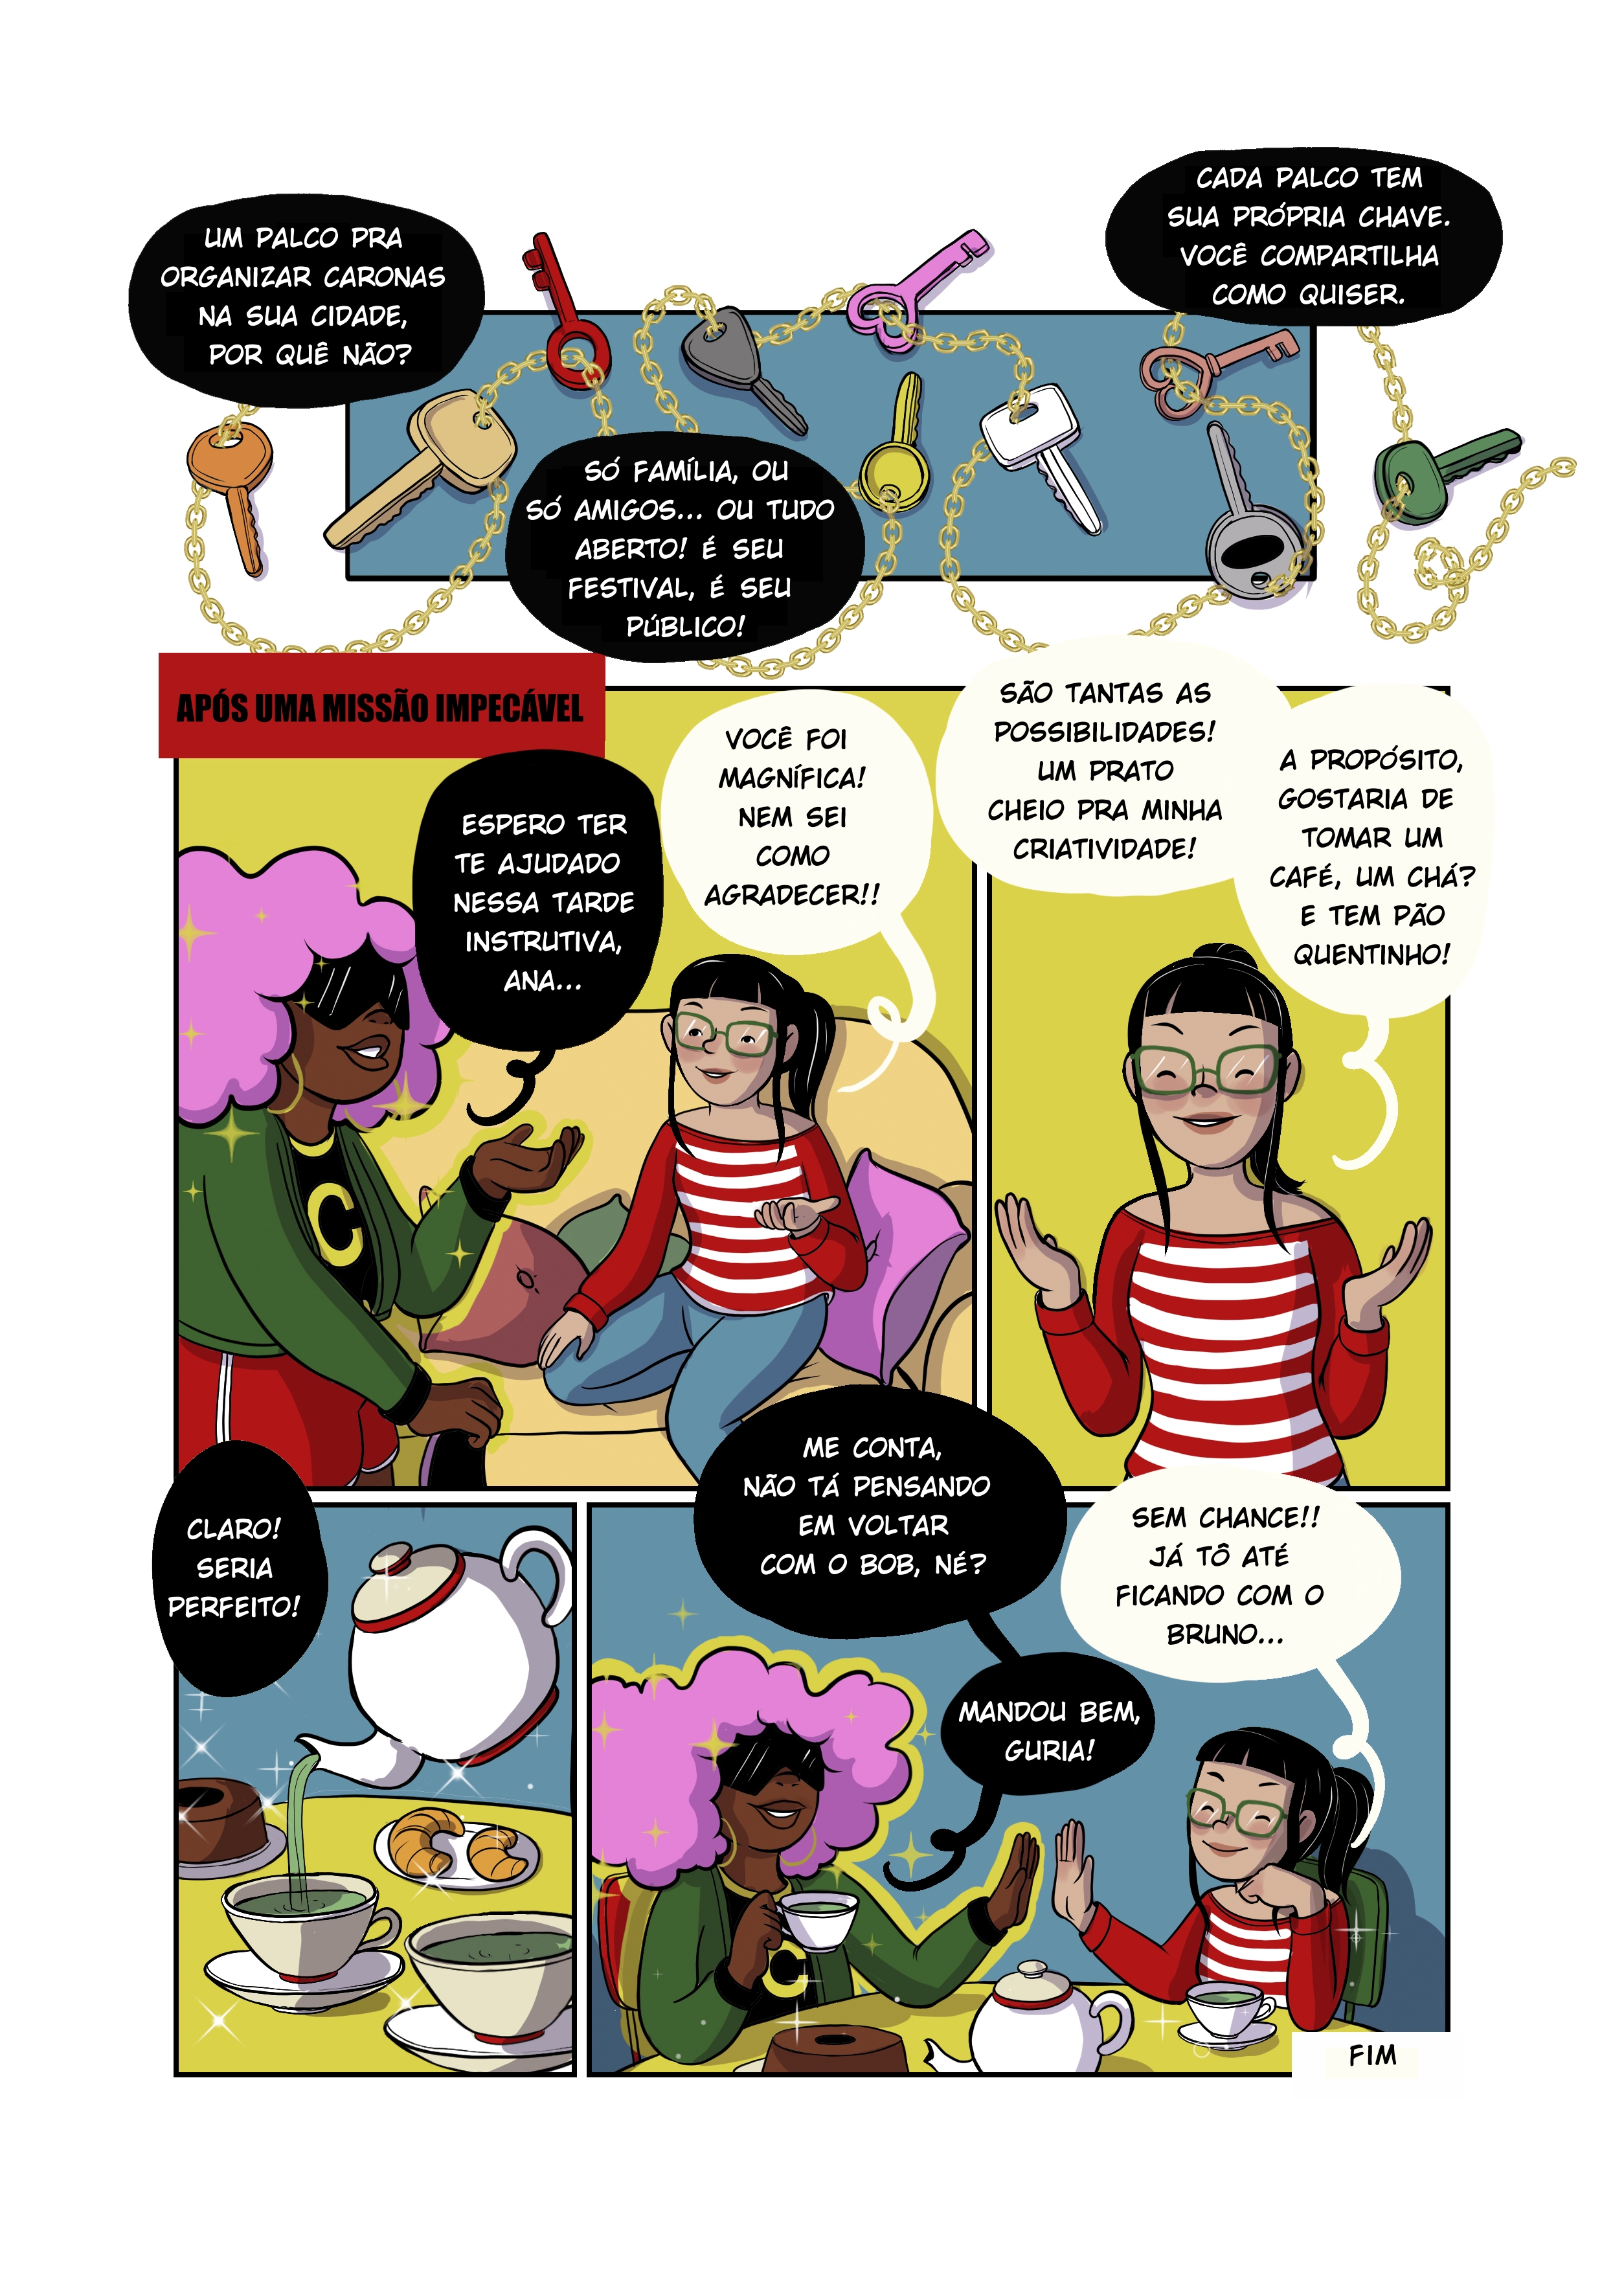 UM PALCO PRA
ORGANIZAR CARONAS
NA SUA CIDADE,
POR QUÊ NÃO?
SÓ FAMÍLIA, OU
SÓ AMIGOS... OU TUDO
ABERTO! É SEU
FESTIVAL, É SEU
PÚBLICO!
CADA PALCO TEM
SUA PRÓPRIA CHAVE.
VOCÊ COMPARTILHA
COMO QUISER.
APÓS UMA MISSÃO IMPECÁVEL
ESPERO TER
TE AJUDADO
NESSA TARDE
INSTRUTIVA,
ANA...
VOCÊ FOI
MAGNÍFICA!
NEM SEI
COMO
AGRADECER!!
C
SÃO TANTAS AS
POSSIBILIDADES!
UM PRATO
CHEIO PRA MINHA
CRIATIVIDADE!
A PROPÓSITO,
GOSTARIA DE
TOMAR UM
CAFÉ, UM CHÁ?
E TEM PÃO
QUENTINHO!
CLARO!
SERIA
PERFEITO!
ME CONTA,
NÃO TÁ PENSANDO
EM VOLTAR
COM O BOB, NÉ?
SEM CHANCE!!
JÁ TÔ ATÉ
FICANDO COM O
BRUNO...
MANDOU BEM,
GURIA!
C
FIM